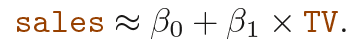 sales ≈ β₀ + β₁ × TV.